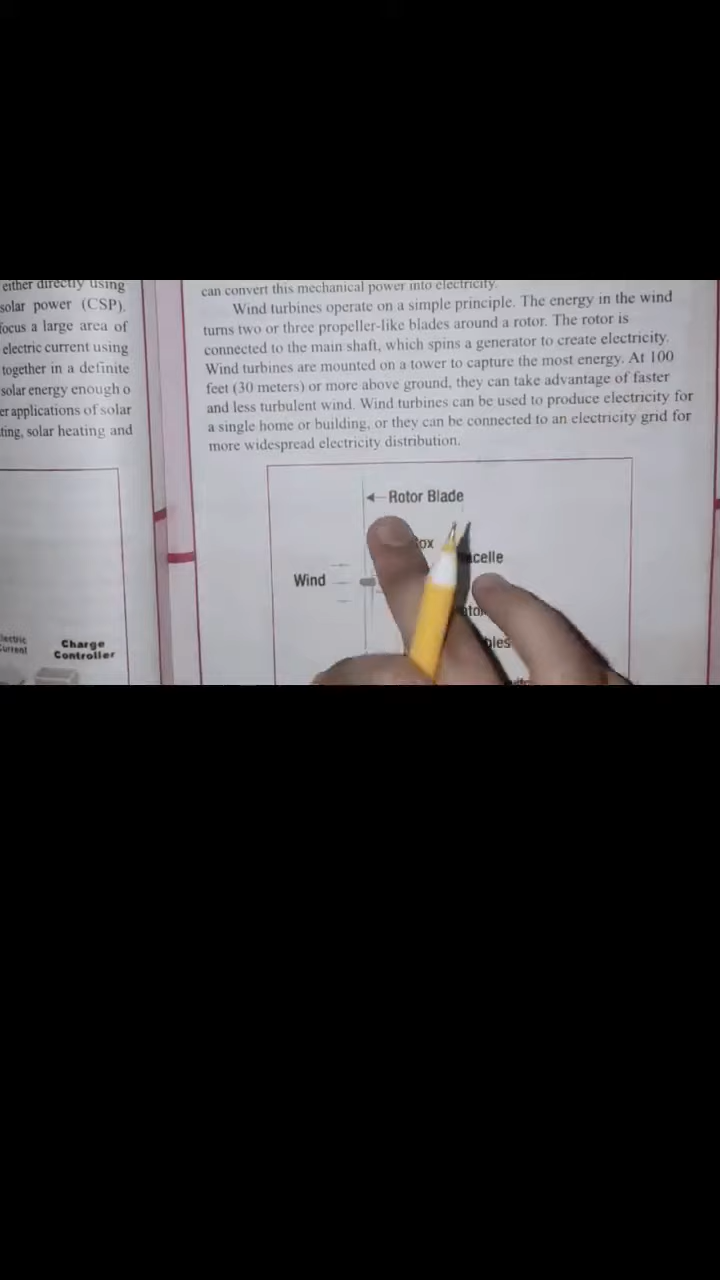 either directly using
solar power (CSP).
focus a large area of
electric current using
together in a definite
solar energy enough o
er applications of solar
ting, solar heating and
Charge
Controller
can convert this mechanical power into electricity.
Wind turbines operate on a simple principle. The energy in the wind
turns two or three propeller-like blades around a rotor. The rotor is
connected to the main shaft, which spins a generator to create electricity.
Wind turbines are mounted on a tower to capture the most energy. At 100
feet (30 meters) or more above ground, they can take advantage of faster
and less turbulent wind. Wind turbines can be used to produce electricity for
a single home or building, or they can be connected to an electricity grid for
more widespread electricity distribution.
Rotor Blade
ox
acelle
Wind